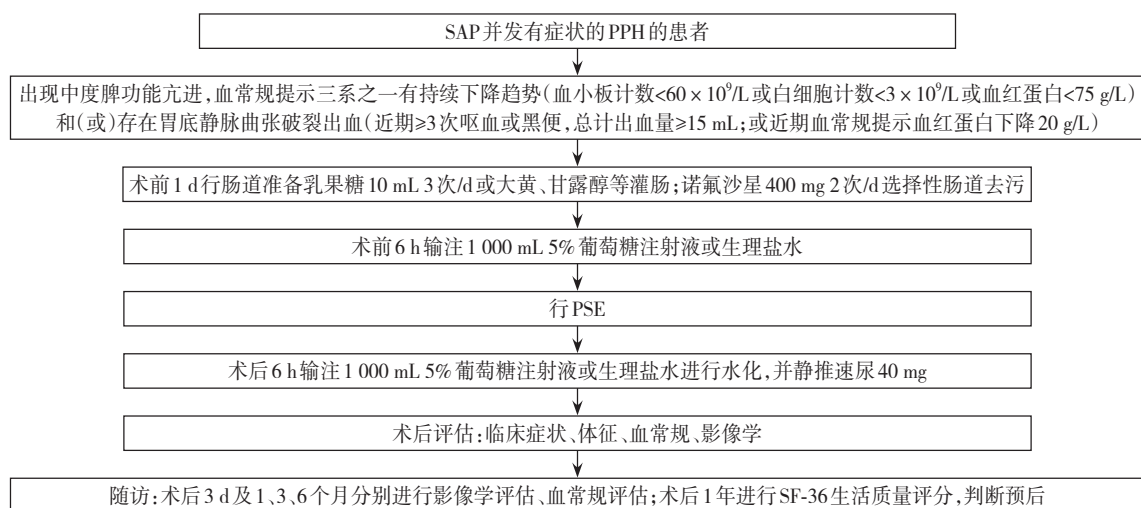 SAP并发有症状的PPH的患者
出现中度脾功能亢进,血常规提示三系之一有持续下降趋势(血小板计数<60×10⁹/L或白细胞计数<3×10⁹/L或血红蛋白<75 g/L)
和(或)存在胃底静脉曲张破裂出血(近期≥3次呕血或黑便,总计出血量≥15 mL;或近期血常规提示血红蛋白下降20 g/L)
术前1 d行肠道准备乳果糖10 mL 3次/d或大黄、甘露醇等灌肠;诺氟沙星400 mg 2次/d选择性肠道去污
术前6 h输注1 000 mL 5%葡萄糖注射液或生理盐水
行PSE
术后6 h输注1 000 mL 5%葡萄糖注射液或生理盐水进行水化,并静推速尿40 mg
术后评估:临床症状、体征、血常规、影像学
随访:术后3 d及1、3、6个月分别进行影像学评估、血常规评估;术后1年进行SF-36生活质量评分,判断预后